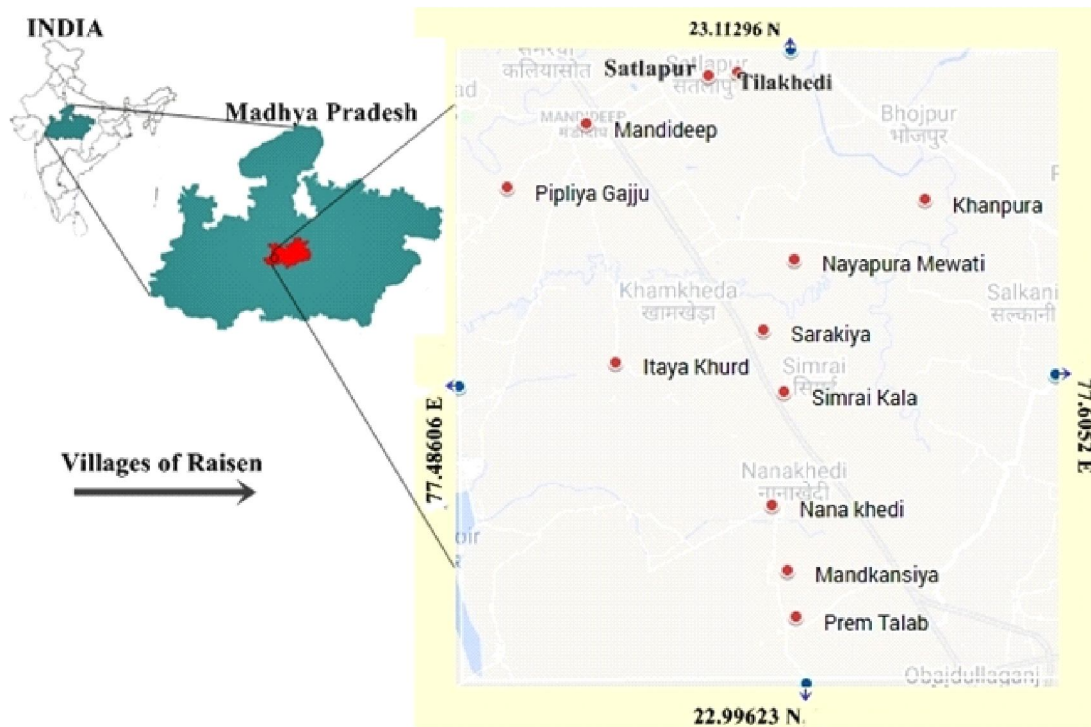 INDIA
Madhya Pradesh
Villages of Raisen
23.11296 N
कलियासोत
Satlapur
Satlapur
Tilakhedi
MANDIDEEP
मंडीदीप
Mandideep
Bhojpur
भोजपुर
Pipliya Gajju
Khanpura
Nayapura Mewati
Khamkheda
खामखेड़ा
Salkani
सल्कानी
Sarakiya
Itaya Khurd
Simrai
Simrai Kala
77.48606 E
77.6052 E
Nanakhedi
नानाखेदी
Nana khedi
Mandkansiya
Prem Talab
Obaidullaganj
22.99623 N